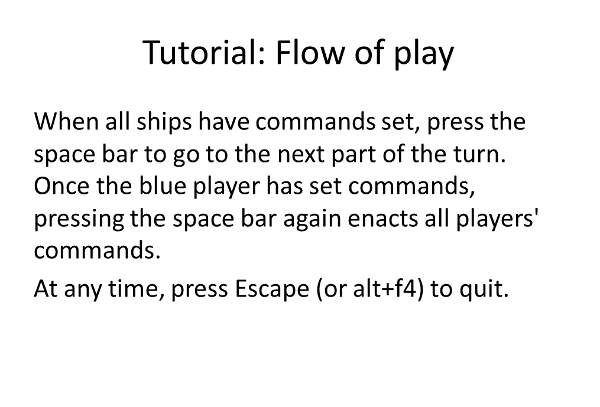 Tutorial: Flow of play
When all ships have commands set, press the
space bar to go to the next part of the turn.
Once the blue player has set commands,
pressing the space bar again enacts all players'
commands.
At any time, press Escape (or alt+f4) to quit.